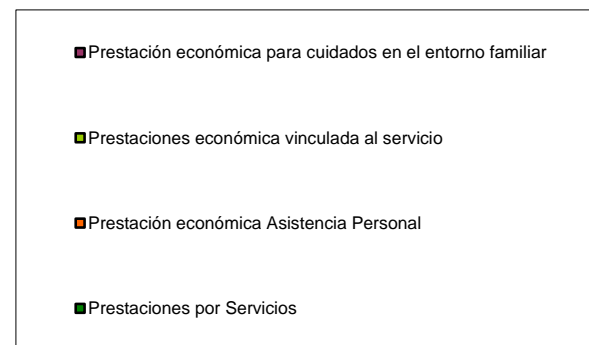 Prestación económica para cuidados en el entorno familiar
Prestaciones económica vinculada al servicio
Prestación económica Asistencia Personal
Prestaciones por Servicios